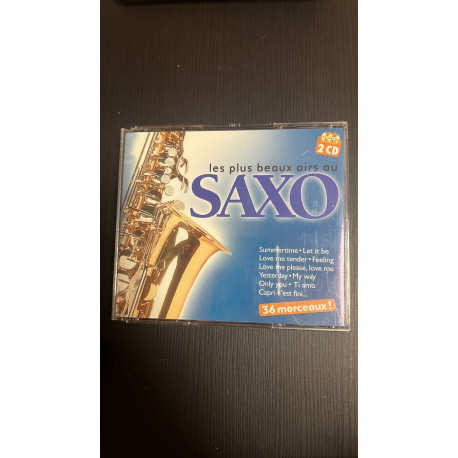 2 CD
les plus beaux airs au
SAXO
Summertime • Let it be
Love me tender • Feeling
Love me please, love me
Yesterday • My way
Only you • Ti amo
Capri c'est fini...
36 morceaux !